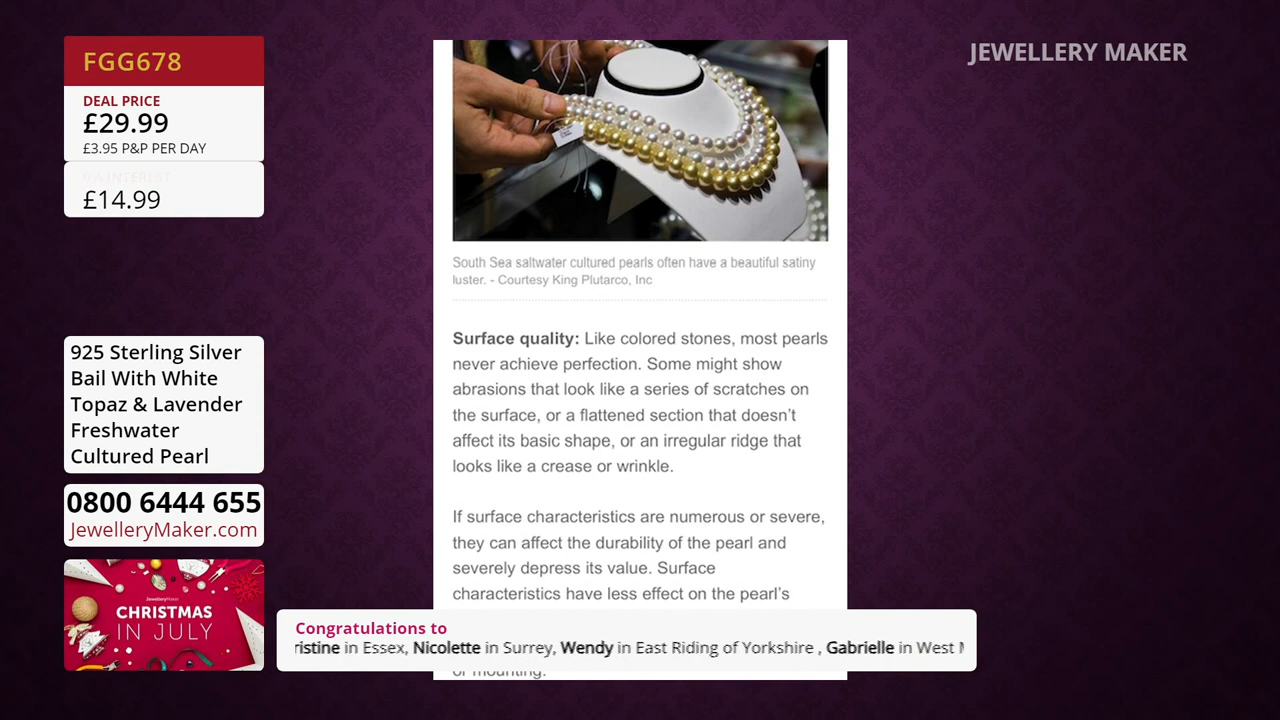 FGG678
DEAL PRICE
£29.99
£3.95 P&P PER DAY
0% INTEREST
£14.99
925 Sterling Silver
Bail With White
Topaz & Lavender
Freshwater
Cultured Pearl
0800 6444 655
JewelleryMaker.com
JewelleryMaker
CHRISTMAS
IN JULY
JEWELLERY MAKER
South Sea saltwater cultured pearls often have a beautiful satiny
luster. - Courtesy King Plutarco, Inc
Surface quality: Like colored stones, most pearls
never achieve perfection. Some might show
abrasions that look like a series of scratches on
the surface, or a flattened section that doesn't
affect its basic shape, or an irregular ridge that
looks like a crease or wrinkle.
If surface characteristics are numerous or severe,
they can affect the durability of the pearl and
severely depress its value. Surface
characteristics have less effect on the pearl's
or mounting.
Congratulations to
ristine in Essex, Nicolette in Surrey, Wendy in East Riding of Yorkshire , Gabrielle in West